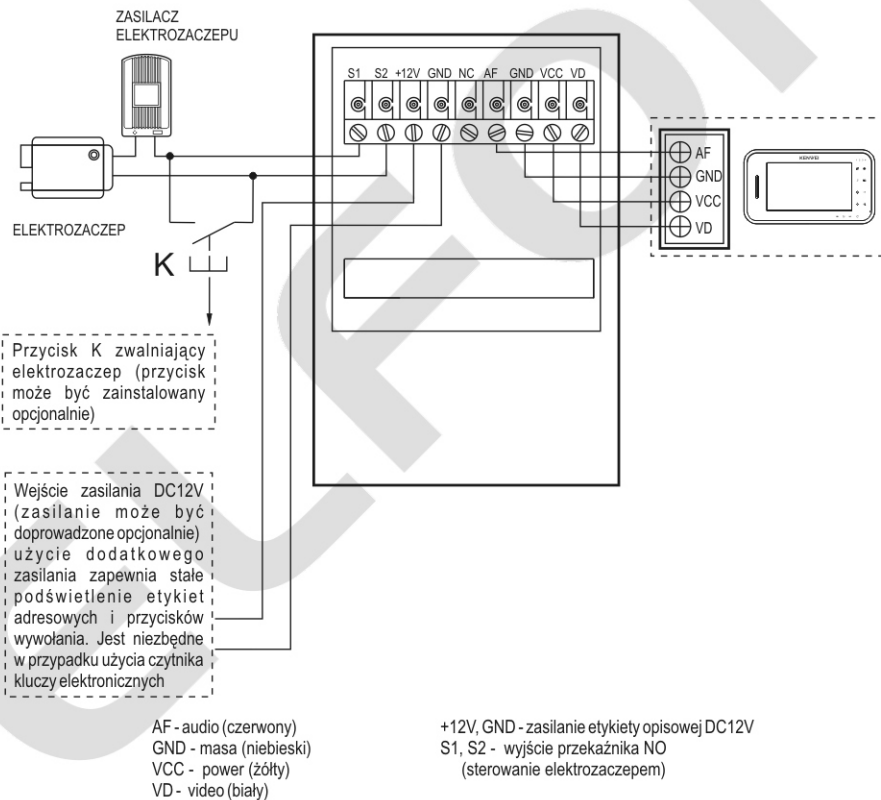 ZASILACZ
ELEKTROZACZEPU
S1 S2 +12V GND NC AF GND VCC VD
AF
GND
VCC
VD
KENWEI
ELEKTROZACZEP
K
Przycisk K zwalniający
elektrozaczep (przycisk
może być zainstalowany
opcjonalnie)
Wejście zasilania DC12V
(zasilanie może być
doprowadzone opcjonalnie)
użycie dodatkowego
zasilania zapewnia stałe
podświetlenie etykiet
adresowych i przycisków
wywołania. Jest niezbędne
w przypadku użycia czytnika
kluczy elektronicznych
AF - audio (czerwony)
GND - masa (niebieski)
VCC - power (żółty)
VD - video (biały)
+12V, GND - zasilanie etykiety opisowej DC12V
S1, S2 - wyjście przekaźnika NO
(sterowanie elektrozaczepem)